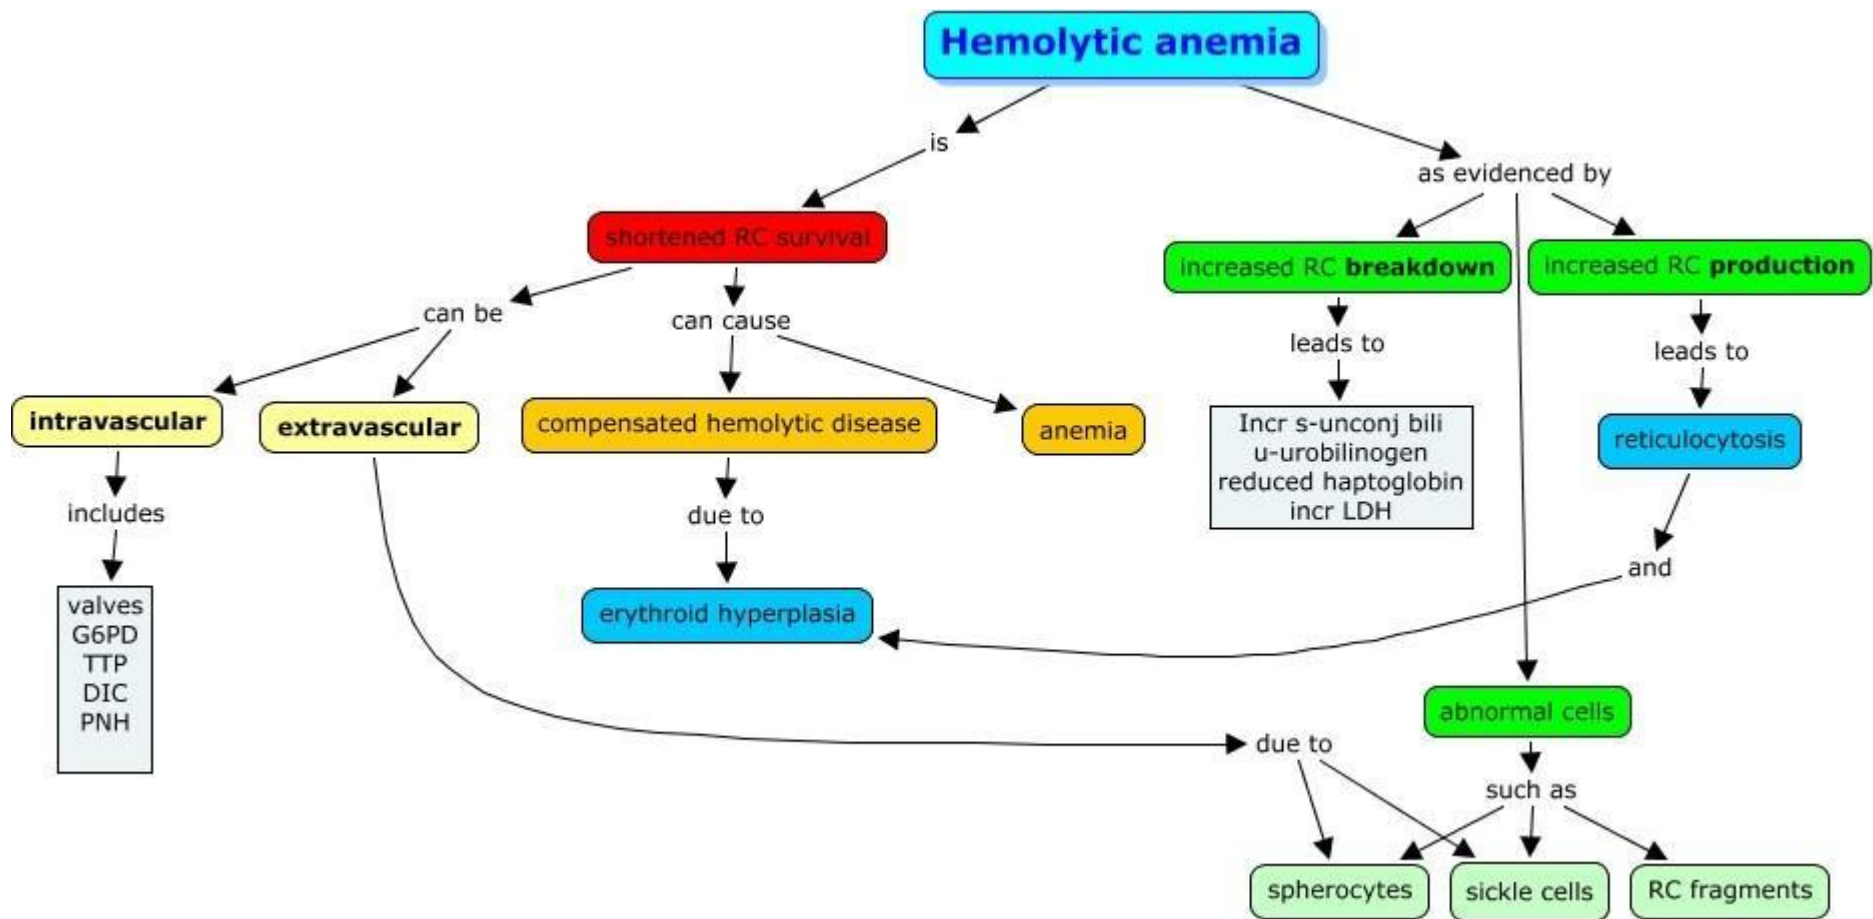 Hemolytic anemia
is
as evidenced by
shortened RC survival
increased RC breakdown
increased RC production
can be
can cause
leads to
leads to
intravascular
extravascular
compensated hemolytic disease
anemia
Incr s-unconj bili
u-urobilinogen
reduced haptoglobin
incr LDH
reticulocytosis
includes
due to
and
valves
G6PD
TTP
DIC
PNH
erythroid hyperplasia
abnormal cells
due to
such as
spherocytes
sickle cells
RC fragments